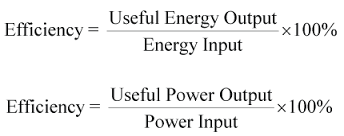 Efficiency = Useful Energy Output / Energy Input ×100%
Efficiency = Useful Power Output / Power Input ×100%